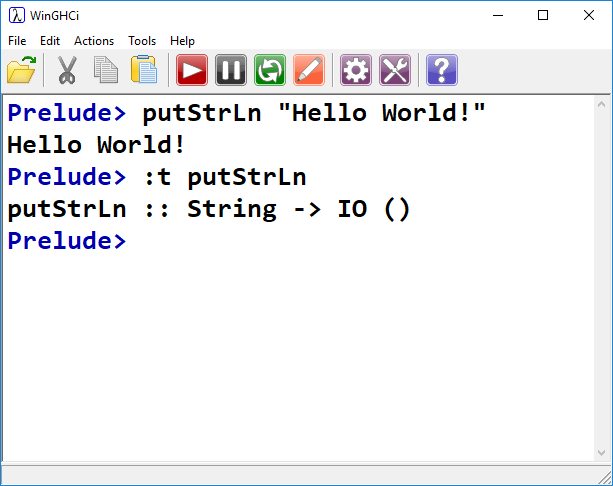 WinGHCi
File Edit Actions Tools Help
Prelude> putStrLn "Hello World!"
Hello World!
Prelude> :t putStrLn
putStrLn :: String -> IO ()
Prelude>